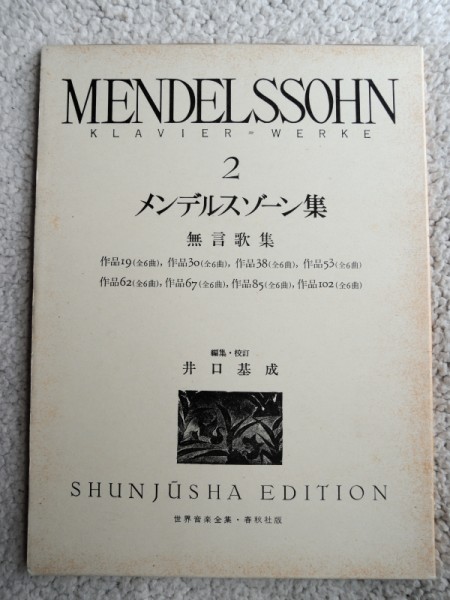 MENDELSSOHN
KLAVIER=WERKE
2
メンデルスゾーン集
無言歌集
作品19(全6曲), 作品30(全6曲), 作品38(全6曲), 作品53(全6曲)
作品62(全6曲), 作品67(全6曲), 作品85(全6曲), 作品102(全6曲)
編集・校訂
井口基成
SHUNJŪSHA EDITION
世界音楽全集・春秋社版